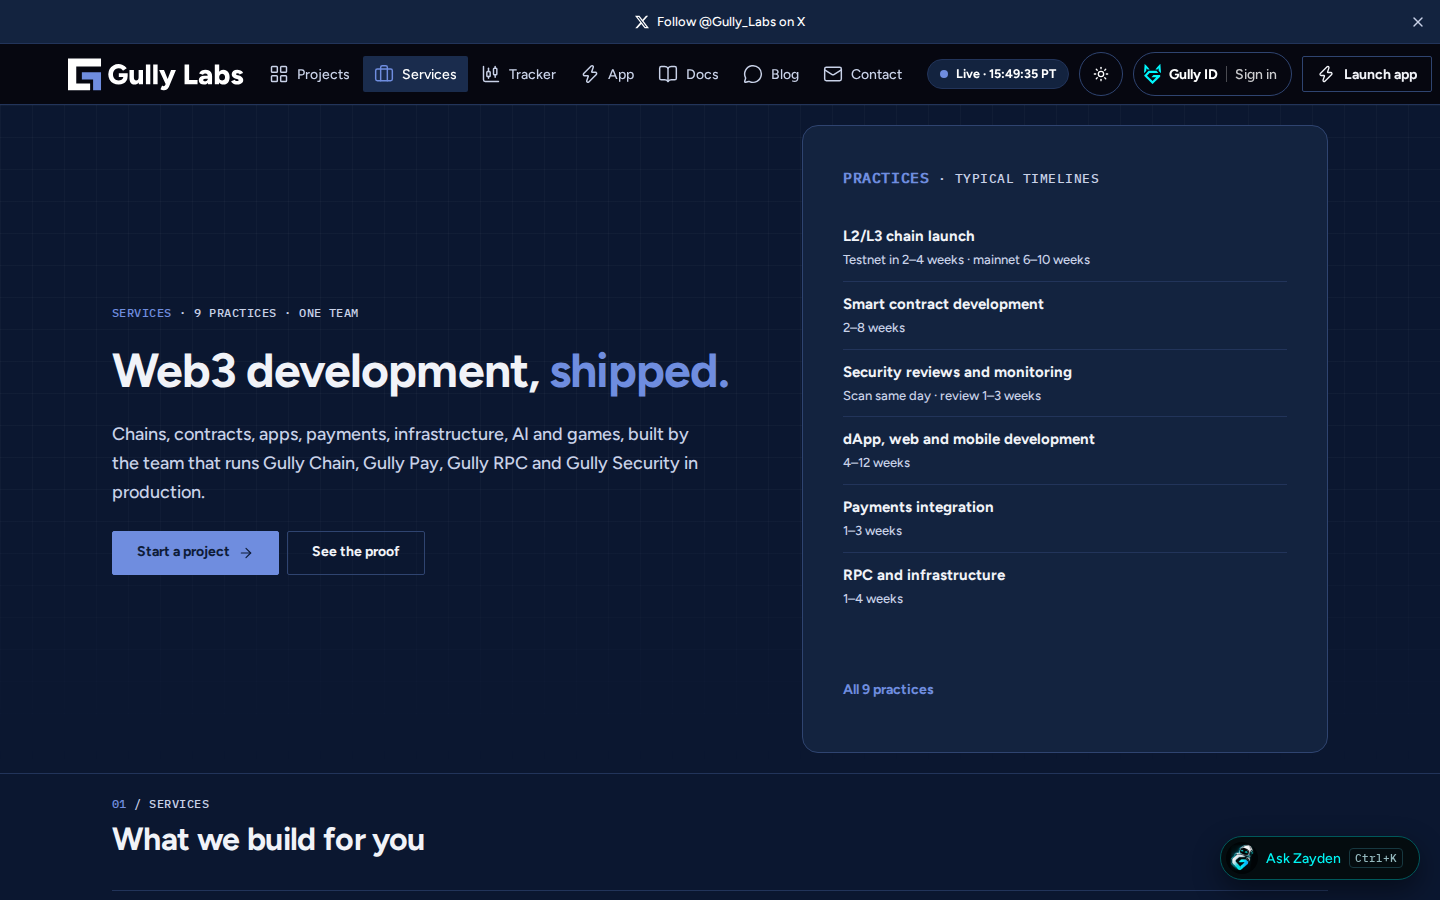 Follow @Gully_Labs on X
Gully Labs
Projects
Services
Tracker
App
Docs
Blog
Contact
Live · 15:49:35 PT
Gully ID
Sign in
Launch app
SERVICES · 9 PRACTICES · ONE TEAM
Web3 development, shipped.
Chains, contracts, apps, payments, infrastructure, AI and games, built by
the team that runs Gully Chain, Gully Pay, Gully RPC and Gully Security in
production.
Start a project
See the proof
PRACTICES · TYPICAL TIMELINES
L2/L3 chain launch
Testnet in 2–4 weeks · mainnet 6–10 weeks
Smart contract development
2–8 weeks
Security reviews and monitoring
Scan same day · review 1–3 weeks
dApp, web and mobile development
4–12 weeks
Payments integration
1–3 weeks
RPC and infrastructure
1–4 weeks
All 9 practices
01 / SERVICES
What we build for you
Ask Zayden
Ctrl+K